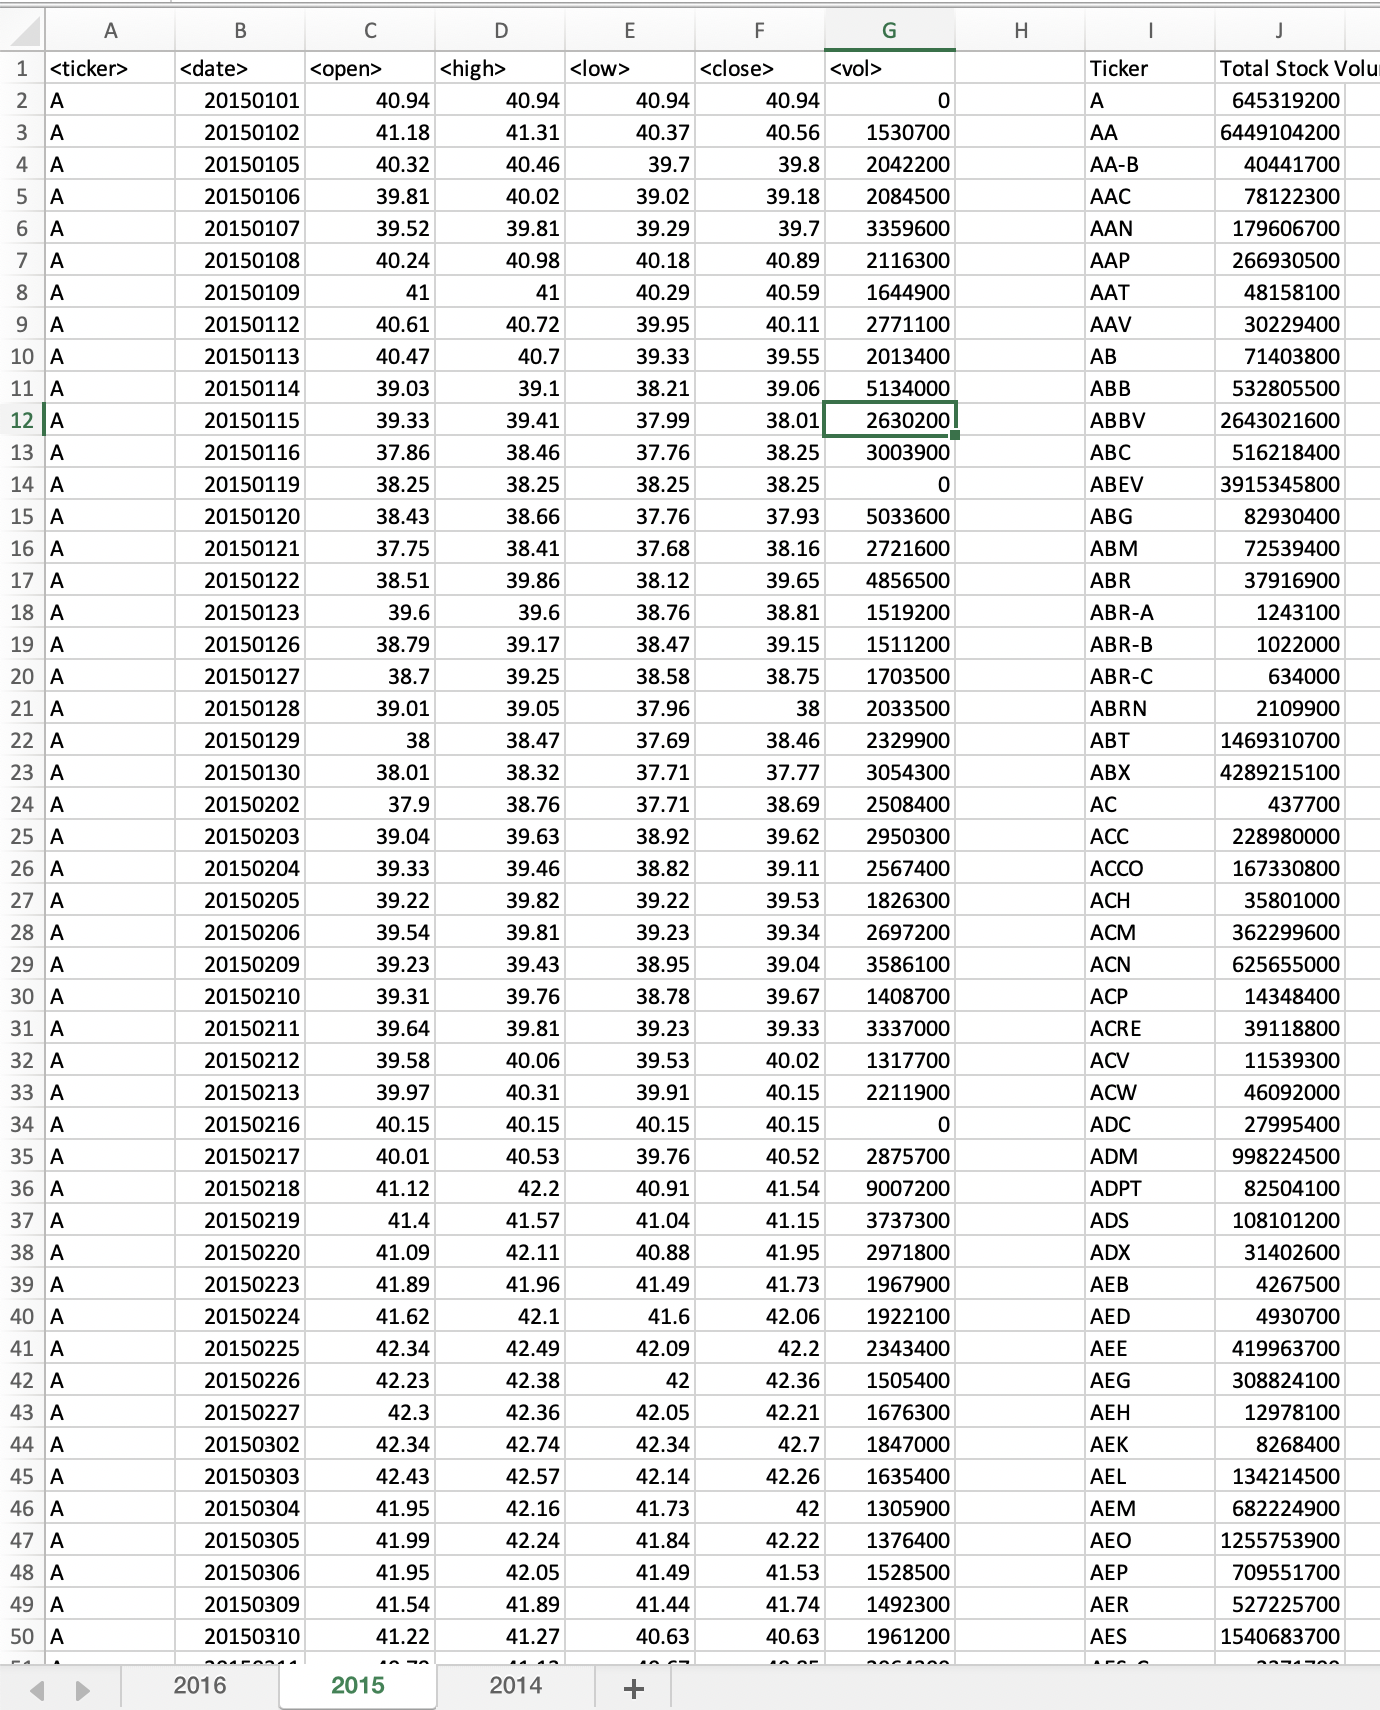 A B C D E F G H I J
1 <ticker> <date> <open> <high> <low> <close> <vol> Ticker Total Stock Volu
2 A 20150101 40.94 40.94 40.94 40.94 0 A 645319200
3 A 20150102 41.18 41.31 40.37 40.56 1530700 AA 6449104200
4 A 20150105 40.32 40.46 39.7 39.8 2042200 AA-B 40441700
5 A 20150106 39.81 40.02 39.02 39.18 2084500 AAC 78122300
6 A 20150107 39.52 39.81 39.29 39.7 3359600 AAN 179606700
7 A 20150108 40.24 40.98 40.18 40.89 2116300 AAP 266930500
8 A 20150109 41 41 40.29 40.59 1644900 AAT 48158100
9 A 20150112 40.61 40.72 39.95 40.11 2771100 AAV 30229400
10 A 20150113 40.47 40.7 39.33 39.55 2013400 AB 71403800
11 A 20150114 39.03 39.1 38.21 39.06 5134000 ABB 532805500
12 A 20150115 39.33 39.41 37.99 38.01 2630200 ABBV 2643021600
13 A 20150116 37.86 38.46 37.76 38.25 3003900 ABC 516218400
14 A 20150119 38.25 38.25 38.25 38.25 0 ABEV 3915345800
15 A 20150120 38.43 38.66 37.76 37.93 5033600 ABG 82930400
16 A 20150121 37.75 38.41 37.68 38.16 2721600 ABM 72539400
17 A 20150122 38.51 39.86 38.12 39.65 4856500 ABR 37916900
18 A 20150123 39.6 39.6 38.76 38.81 1519200 ABR-A 1243100
19 A 20150126 38.79 39.17 38.47 39.15 1511200 ABR-B 1022000
20 A 20150127 38.7 39.25 38.58 38.75 1703500 ABR-C 634000
21 A 20150128 39.01 39.05 37.96 38 2033500 ABRN 2109900
22 A 20150129 38 38.47 37.69 38.46 2329900 ABT 1469310700
23 A 20150130 38.01 38.32 37.71 37.77 3054300 ABX 4289215100
24 A 20150202 37.9 38.76 37.71 38.69 2508400 AC 437700
25 A 20150203 39.04 39.63 38.92 39.62 2950300 ACC 228980000
26 A 20150204 39.33 39.46 38.82 39.11 2567400 ACCO 167330800
27 A 20150205 39.22 39.82 39.22 39.53 1826300 ACH 35801000
28 A 20150206 39.54 39.81 39.23 39.34 2697200 ACM 362299600
29 A 20150209 39.23 39.43 38.95 39.04 3586100 ACN 625655000
30 A 20150210 39.31 39.76 38.78 39.67 1408700 ACP 14348400
31 A 20150211 39.64 39.81 39.23 39.33 3337000 ACRE 39118800
32 A 20150212 39.58 40.06 39.53 40.02 1317700 ACV 11539300
33 A 20150213 39.97 40.31 39.91 40.15 2211900 ACW 46092000
34 A 20150216 40.15 40.15 40.15 40.15 0 ADC 27995400
35 A 20150217 40.01 40.53 39.76 40.52 2875700 ADM 998224500
36 A 20150218 41.12 42.2 40.91 41.54 9007200 ADPT 82504100
37 A 20150219 41.4 41.57 41.04 41.15 3737300 ADS 108101200
38 A 20150220 41.09 42.11 40.88 41.95 2971800 ADX 31402600
39 A 20150223 41.89 41.96 41.49 41.73 1967900 AEB 4267500
40 A 20150224 41.62 42.1 41.6 42.06 1922100 AED 4930700
41 A 20150225 42.34 42.49 42.09 42.2 2343400 AEE 419963700
42 A 20150226 42.23 42.38 42 42.36 1505400 AEG 308824100
43 A 20150227 42.3 42.36 42.05 42.21 1676300 AEH 12978100
44 A 20150302 42.34 42.74 42.34 42.7 1847000 AEK 8268400
45 A 20150303 42.43 42.57 42.14 42.26 1635400 AEL 134214500
46 A 20150304 41.95 42.16 41.73 42 1305900 AEM 682224900
47 A 20150305 41.99 42.24 41.84 42.22 1376400 AEO 1255753900
48 A 20150306 41.95 42.05 41.49 41.53 1528500 AEP 709551700
49 A 20150309 41.54 41.89 41.44 41.74 1492300 AER 527225700
50 A 20150310 41.22 41.27 40.63 40.63 1961200 AES 1540683700
2016 2015 2014 +